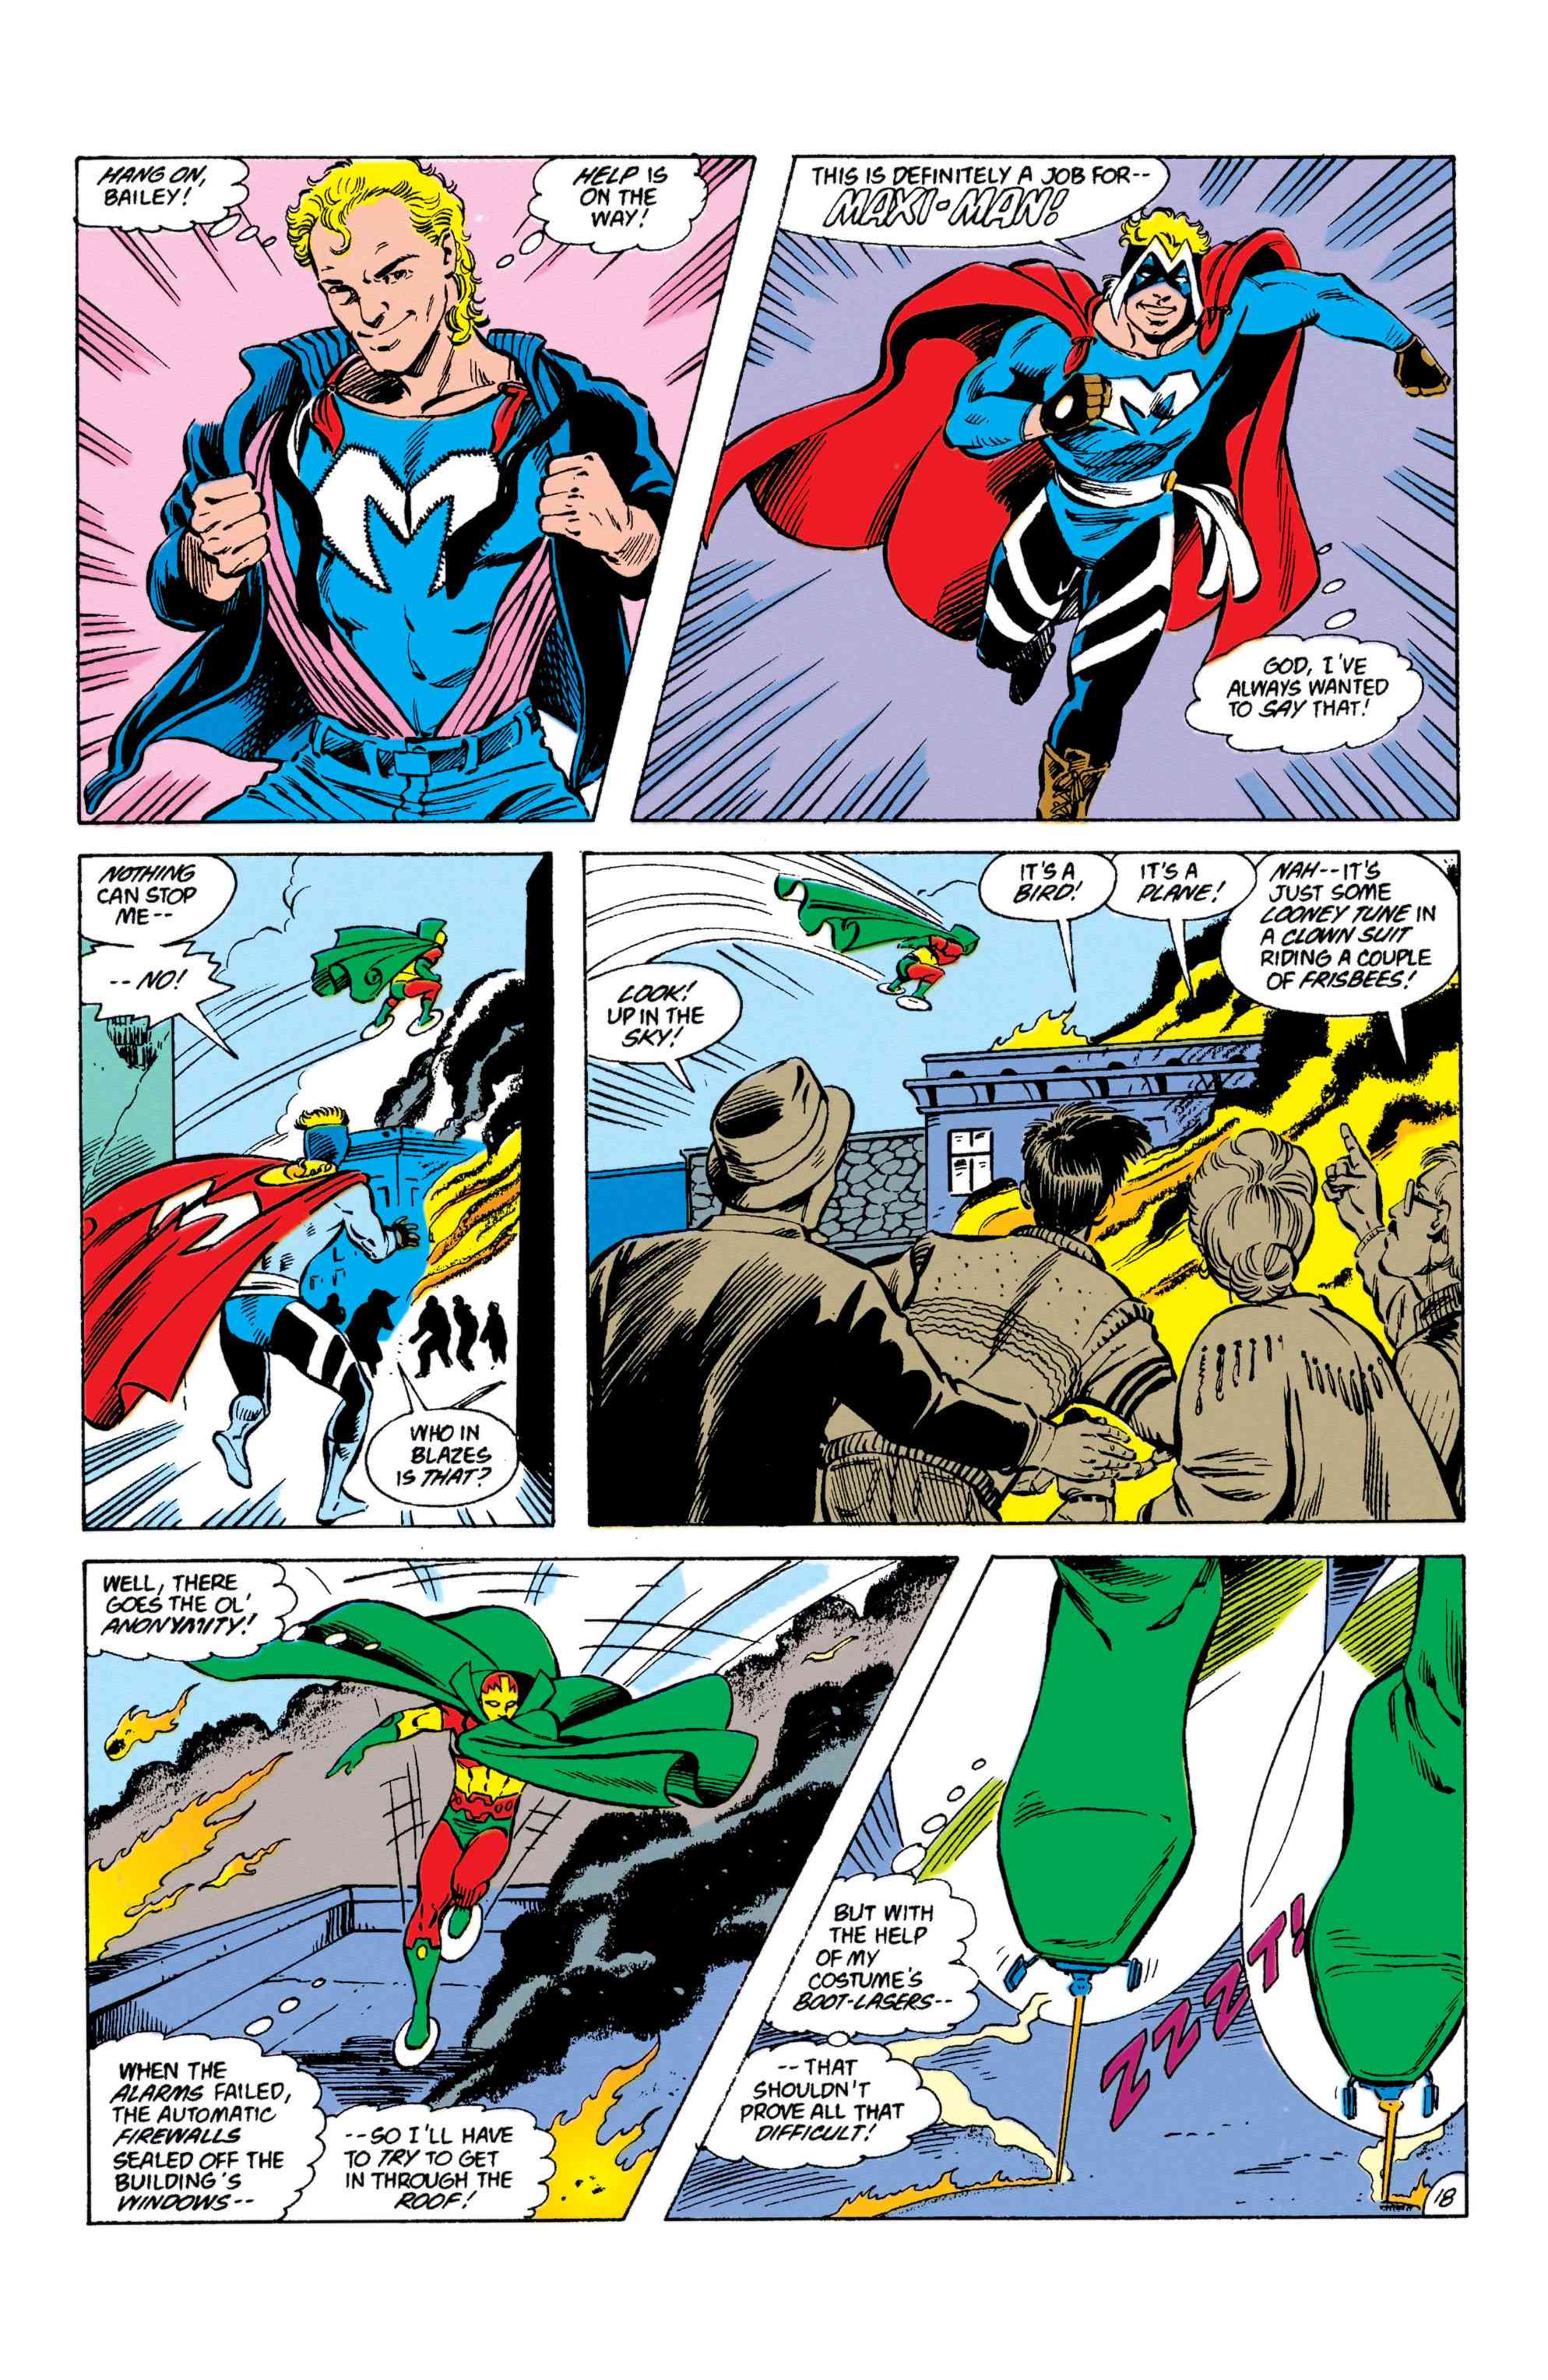 HANG ON,
BAILEY!
HELP IS
ON THE
WAY!
M
THIS IS DEFINITELY A JOB FOR--
MAXI-MAN!
M
GOD, I'VE
ALWAYS WANTED
TO SAY THAT!
NOTHING
CAN STOP
ME--
--NO!
WHO IN
BLAZES
IS THAT?
LOOK!
UP IN THE
SKY!
IT'S A
BIRD!
IT'S A
PLANE!
NAH--IT'S
JUST SOME
LOONEY TUNE IN
A CLOWN SUIT
RIDING A COUPLE
OF FRISBEES!
WELL, THERE
GOES THE OL'
ANONYMITY!
WHEN THE
ALARMS FAILED,
THE AUTOMATIC
FIREWALLS
SEALED OFF THE
BUILDING'S
WINDOWS--
--SO I'LL HAVE
TO TRY TO GET
IN THROUGH THE
ROOF!
BUT WITH
THE HELP
OF MY
COSTUME'S
BOOT-LASERS--
--THAT
SHOULDN'T
PROVE ALL THAT
DIFFICULT!
ZZZZT!
18